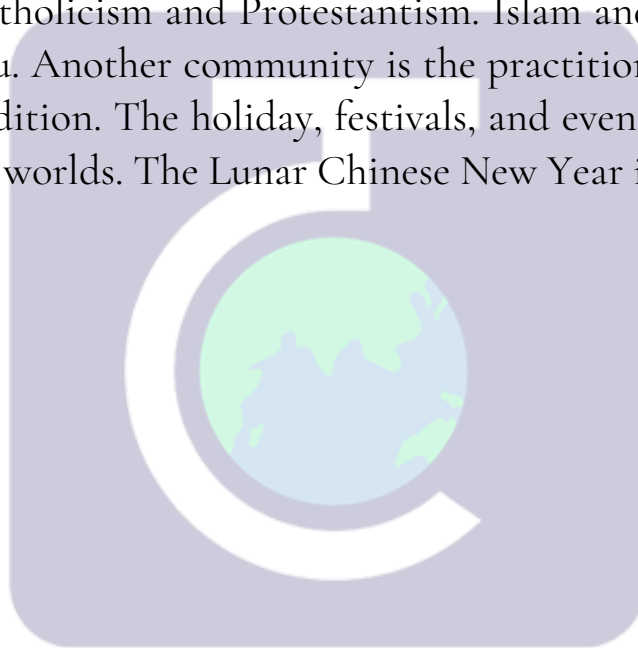 tholicism and Protestantism. Islam and
u. Another community is the practition
dition. The holiday, festivals, and even
worlds. The Lunar Chinese New Year i